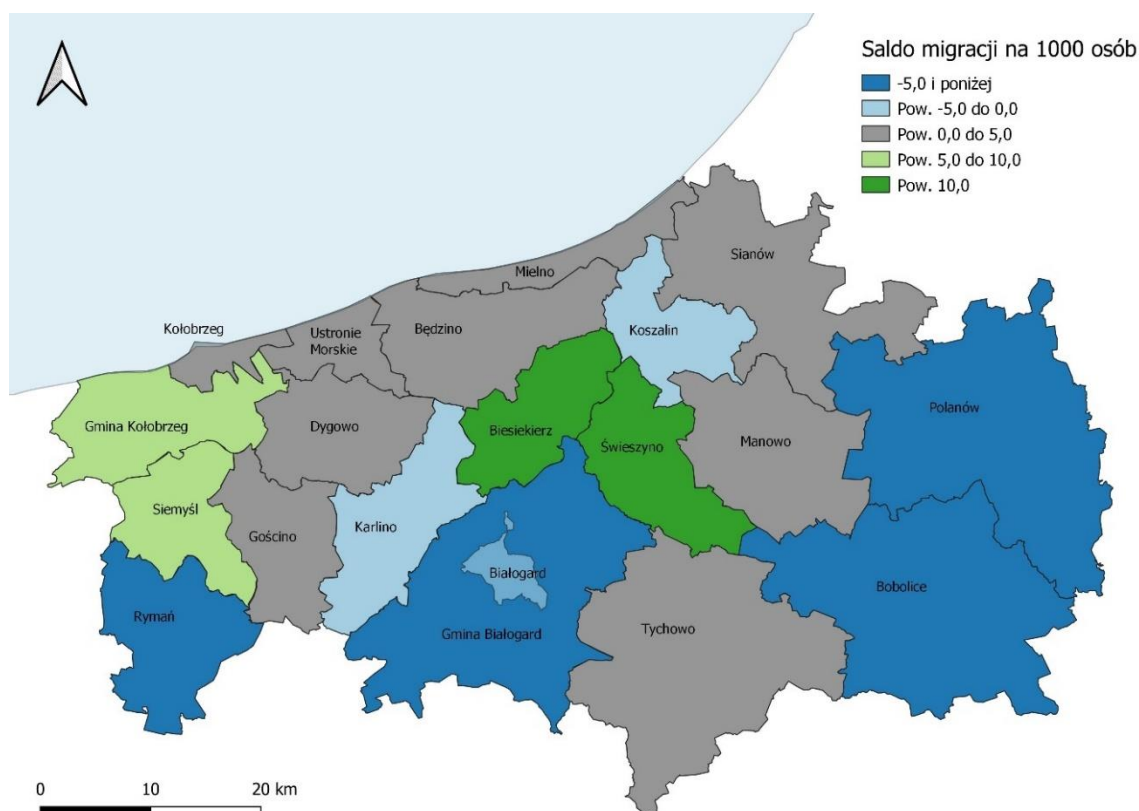 Saldo migracji na 1000 osób
-5,0 i poniżej
Pow. -5,0 do 0,0
Pow. 0,0 do 5,0
Pow. 5,0 do 10,0
Pow. 10,0
Sianów
Mielno
Kołobrzeg
Ustronie
Morskie
Będzino
Koszalin
Polanów
Gmina Kołobrzeg
Dygowo
Biesiekierz
Świeszyno
Manowo
Siemyśl
Gościno
Karlino
Białogard
Bobolice
Rymań
Gmina Białogard
Tychowo
0 10 20 km